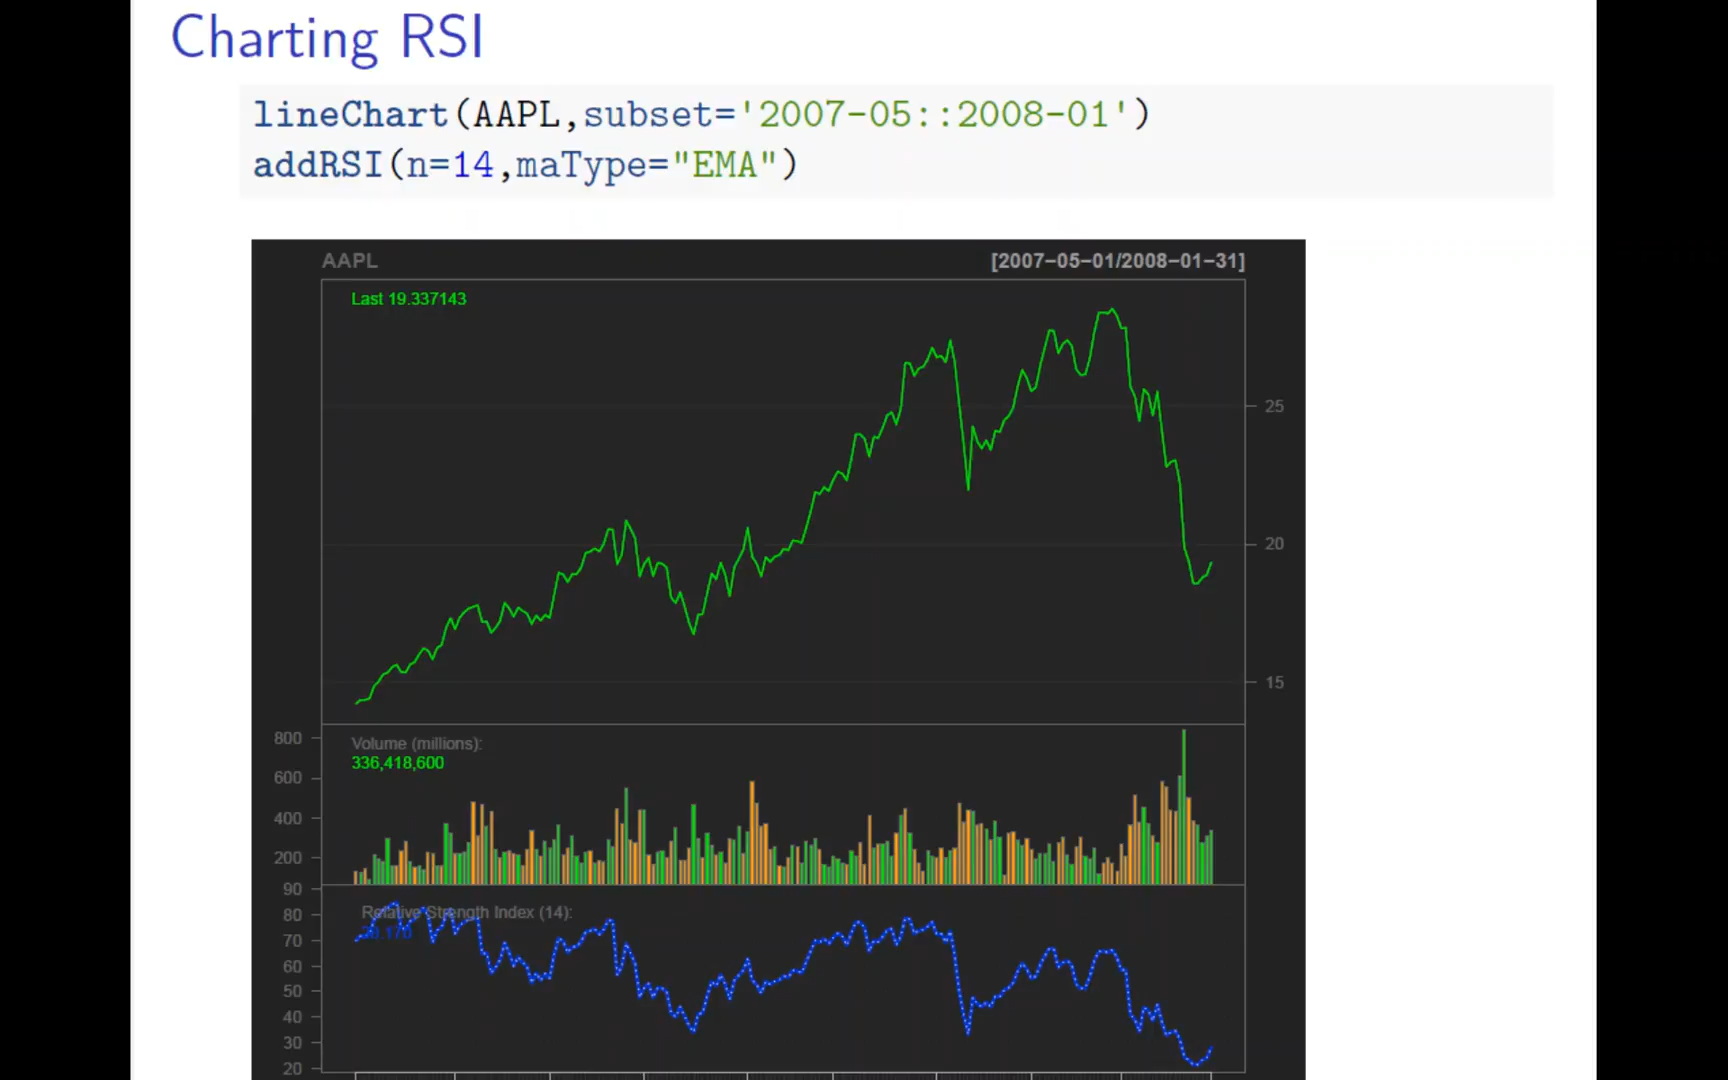 Charting RSI
lineChart(AAPL,subset='2007-05::2008-01')
addRSI(n=14,maType="EMA")
AAPL [2007-05-01/2008-01-31]
Last 19.337143
25
20
15
800
600
400
200
Volume (millions):
336,418,600
90
80
70
60
50
40
30
20
Relative Strength Index (14):